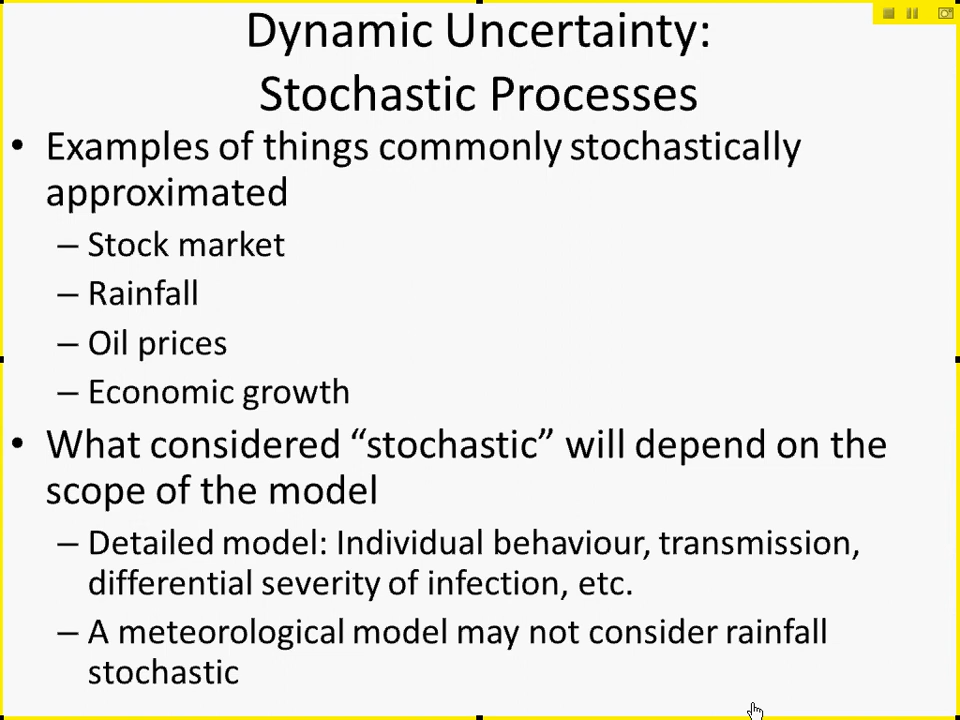 Dynamic Uncertainty:
Stochastic Processes
• Examples of things commonly stochastically
approximated
– Stock market
– Rainfall
– Oil prices
– Economic growth
• What considered “stochastic” will depend on the
scope of the model
– Detailed model: Individual behaviour, transmission,
differential severity of infection, etc.
– A meteorological model may not consider rainfall
stochastic